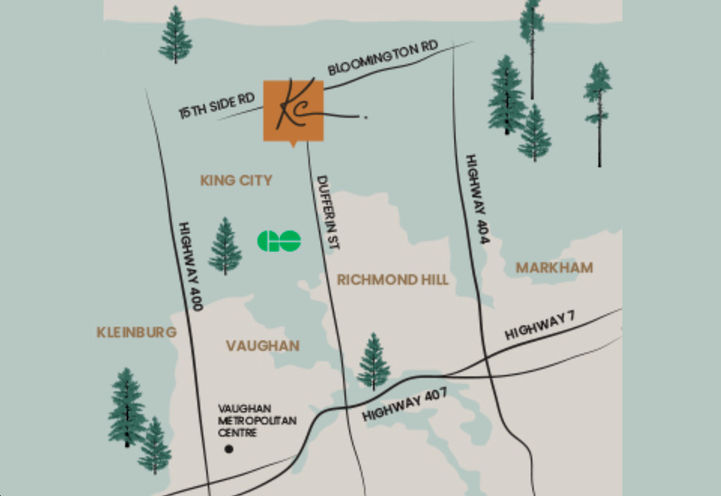 BLOOMINGTON RD
15TH SIDE RD
Kc
KING CITY
DUFFERIN ST
HIGHWAY 404
HIGHWAY 400
GO
RICHMOND HILL
MARKHAM
KLEINBURG
VAUGHAN
HIGHWAY 7
HIGHWAY 407
VAUGHAN
METROPOLITAN
CENTRE